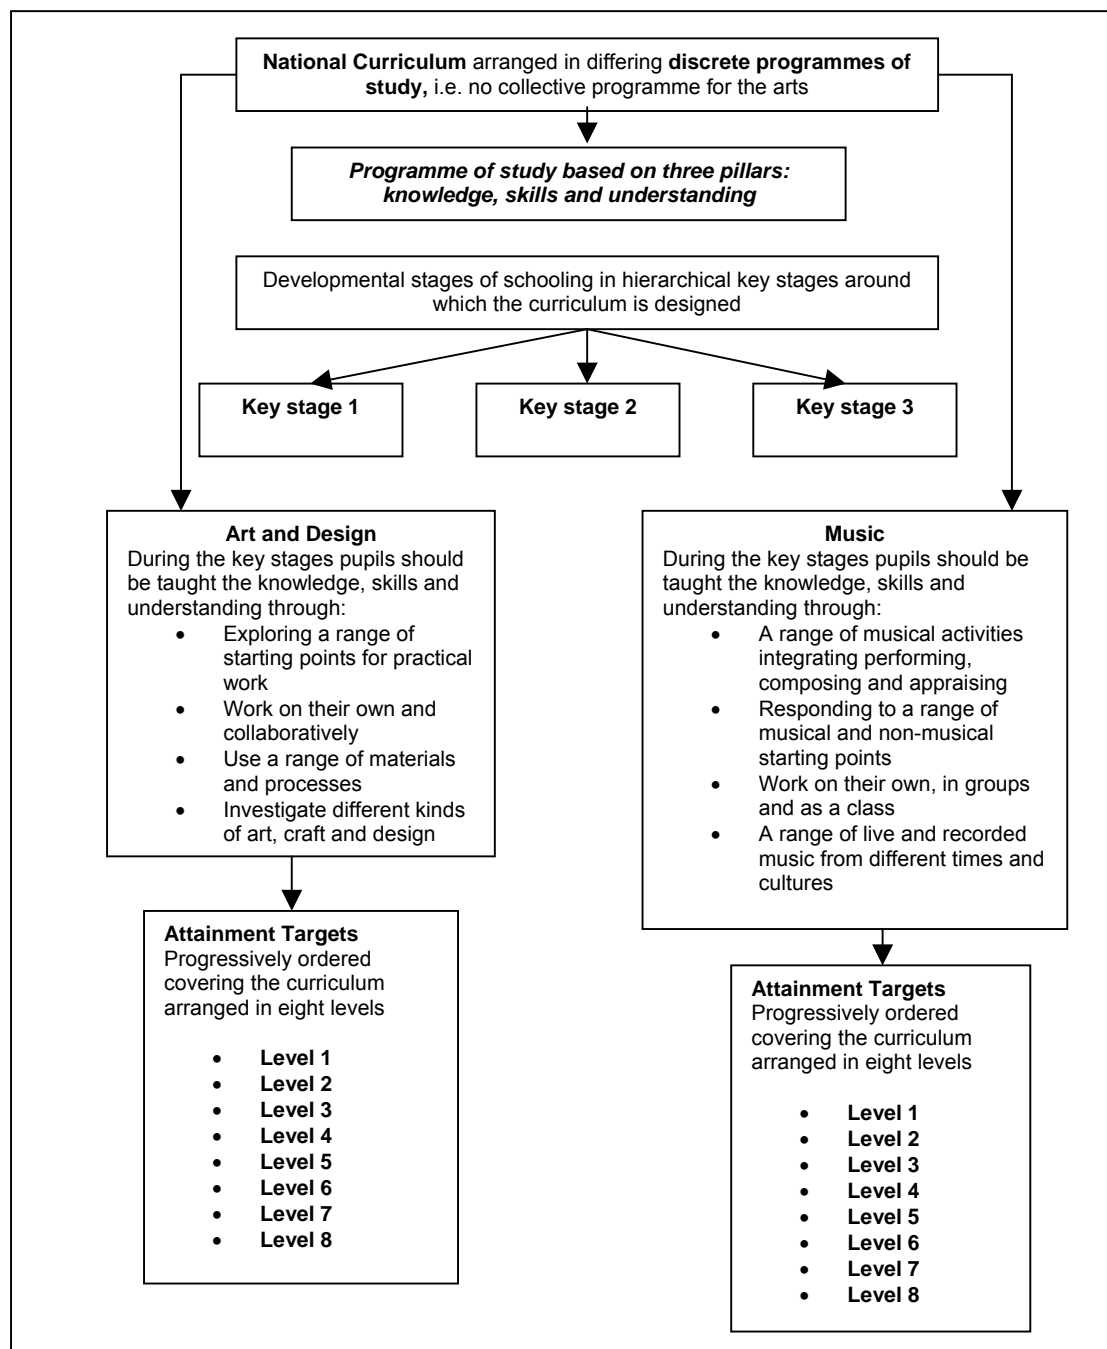 National Curriculum arranged in differing discrete programmes of
study, i.e. no collective programme for the arts
Programme of study based on three pillars:
knowledge, skills and understanding
Developmental stages of schooling in hierarchical key stages around
which the curriculum is designed
Key stage 1
Key stage 2
Key stage 3
Art and Design
During the key stages pupils should
be taught the knowledge, skills and
understanding through:
• Exploring a range of
starting points for practical
work
• Work on their own and
collaboratively
• Use a range of materials
and processes
• Investigate different kinds
of art, craft and design
Music
During the key stages pupils should be
taught the knowledge, skills and
understanding through:
• A range of musical activities
integrating performing,
composing and appraising
• Responding to a range of
musical and non-musical
starting points
• Work on their own, in groups
and as a class
• A range of live and recorded
music from different times and
cultures
Attainment Targets
Progressively ordered
covering the curriculum
arranged in eight levels
• Level 1
• Level 2
• Level 3
• Level 4
• Level 5
• Level 6
• Level 7
• Level 8
Attainment Targets
Progressively ordered
covering the curriculum
arranged in eight levels
• Level 1
• Level 2
• Level 3
• Level 4
• Level 5
• Level 6
• Level 7
• Level 8